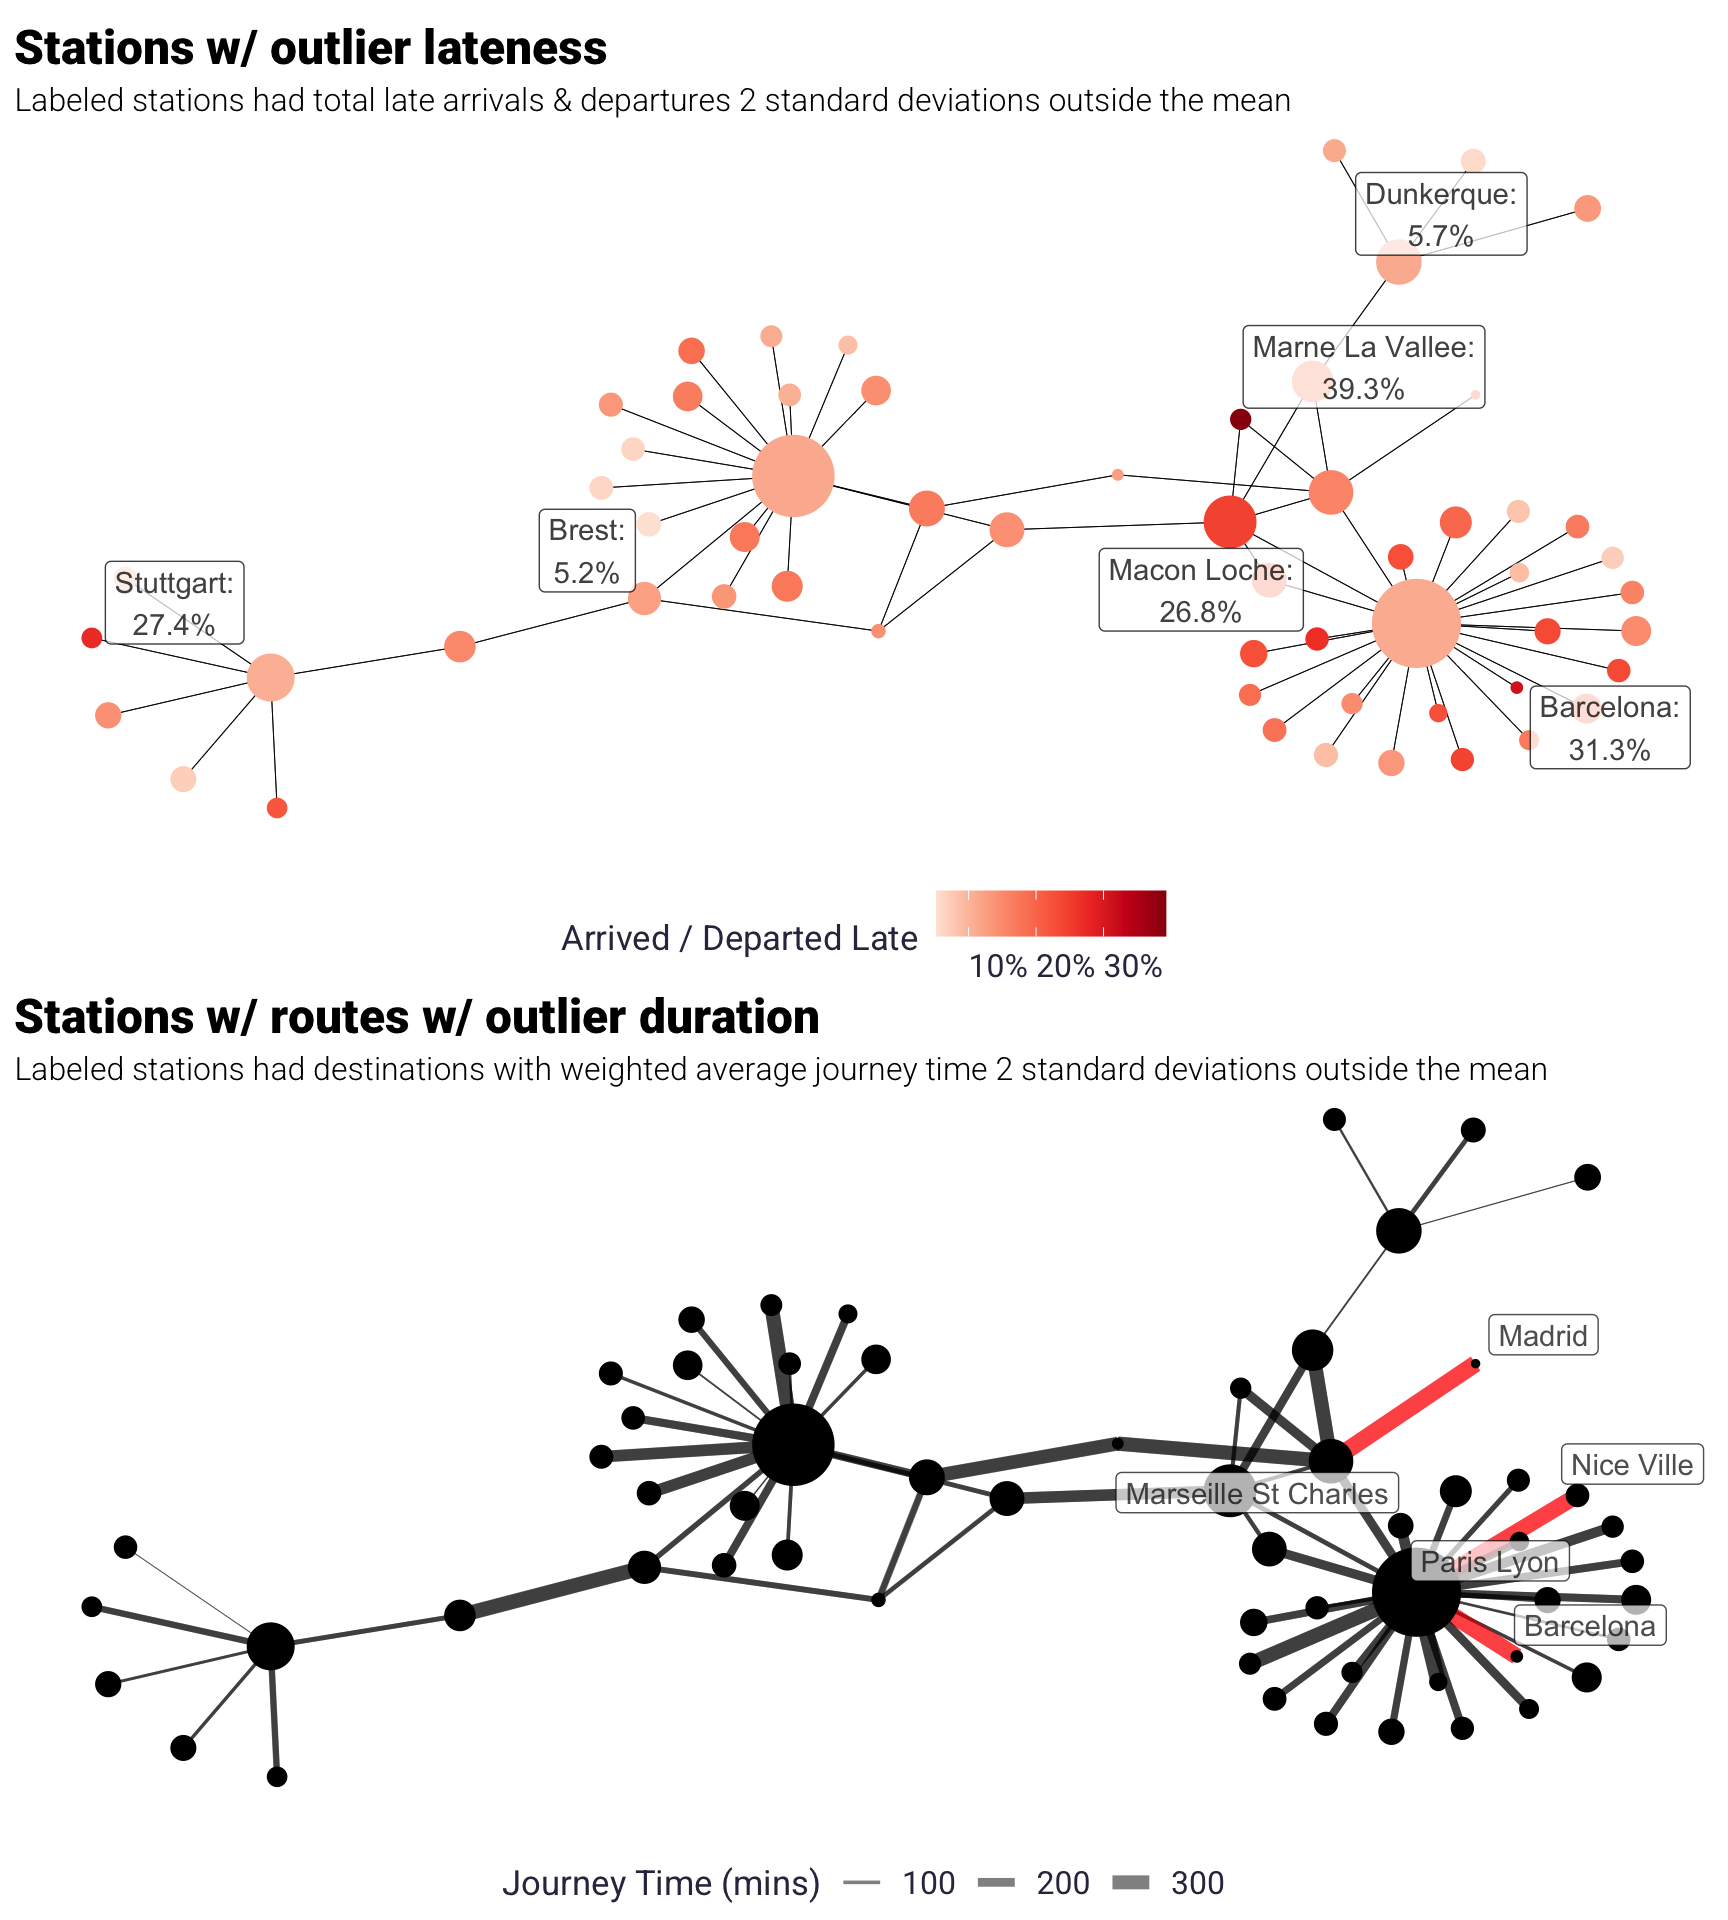 Stations w/ outlier lateness
Labeled stations had total late arrivals & departures 2 standard deviations outside the mean
Dunkerque:
5.7%
Marne La Vallee:
39.3%
Brest:
5.2%
Stuttgart:
27.4%
Macon Loche:
26.8%
Barcelona:
31.3%
Arrived / Departed Late
10% 20% 30%
Stations w/ routes w/ outlier duration
Labeled stations had destinations with weighted average journey time 2 standard deviations outside the mean
Madrid
Nice Ville
Marseille St Charles
Paris Lyon
Barcelona
Journey Time (mins) 100 200 300